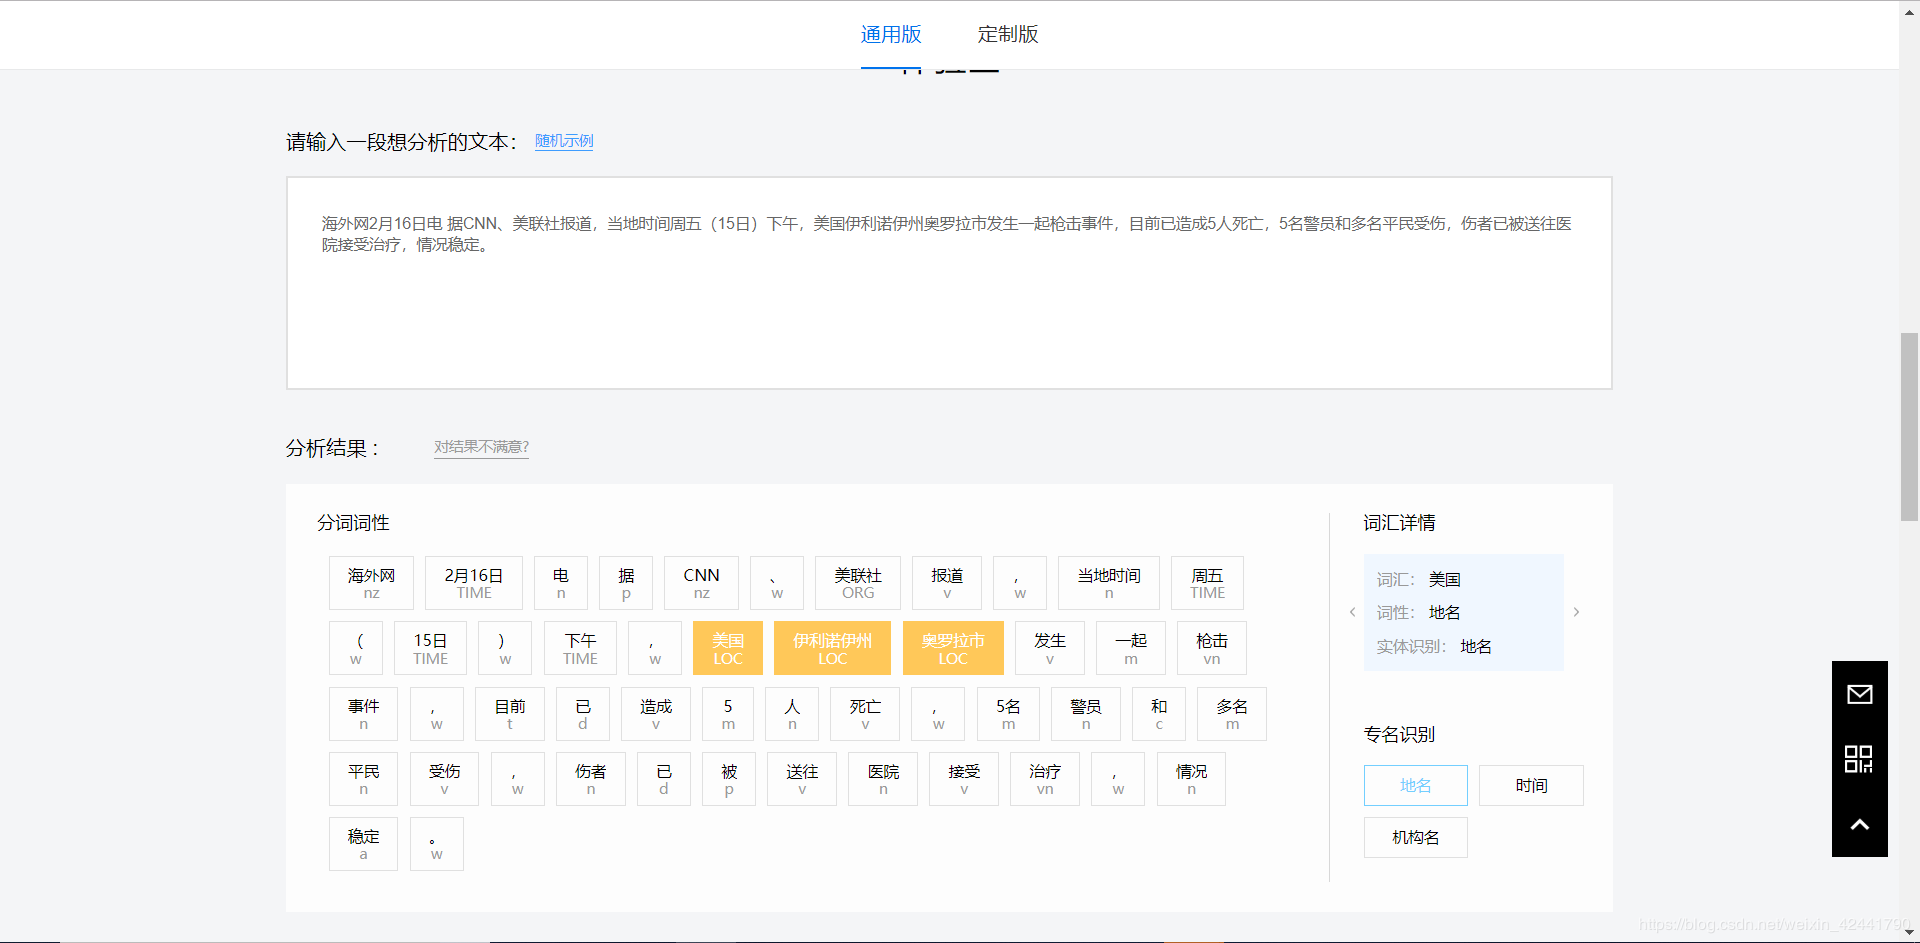 通用版 定制版
请输入一段想分析的文本： 随机示例
海外网2月16日电 据CNN、美联社报道，当地时间周五（15日）下午，美国伊利诺伊州奥罗拉市发生一起枪击事件，目前已造成5人死亡，5名警员和多名平民受伤，伤者已被送往医
院接受治疗，情况稳定。
分析结果： 对结果不满意?
分词词性
海外网 2月16日 电 据 CNN 、 美联社 报道 ， 当地时间 周五
nz TIME n p nz w ORG v w n TIME
（ 15日 ） 下午 ， 美国 伊利诺伊州 奥罗拉市 发生 一起 枪击
w TIME w TIME w LOC LOC LOC v m vn
事件 ， 目前 已 造成 5 人 死亡 ， 5名 警员 和 多名
n w t d v m n v w m n c m
平民 受伤 ， 伤者 已 被 送往 医院 接受 治疗 ， 情况
n v w n d p v n v vn w n
稳定 。
a w
词汇详情
词汇： 美国
词性： 地名
实体识别： 地名
专名识别
地名 时间
机构名
https://blog.csdn.net/weixin_42441790